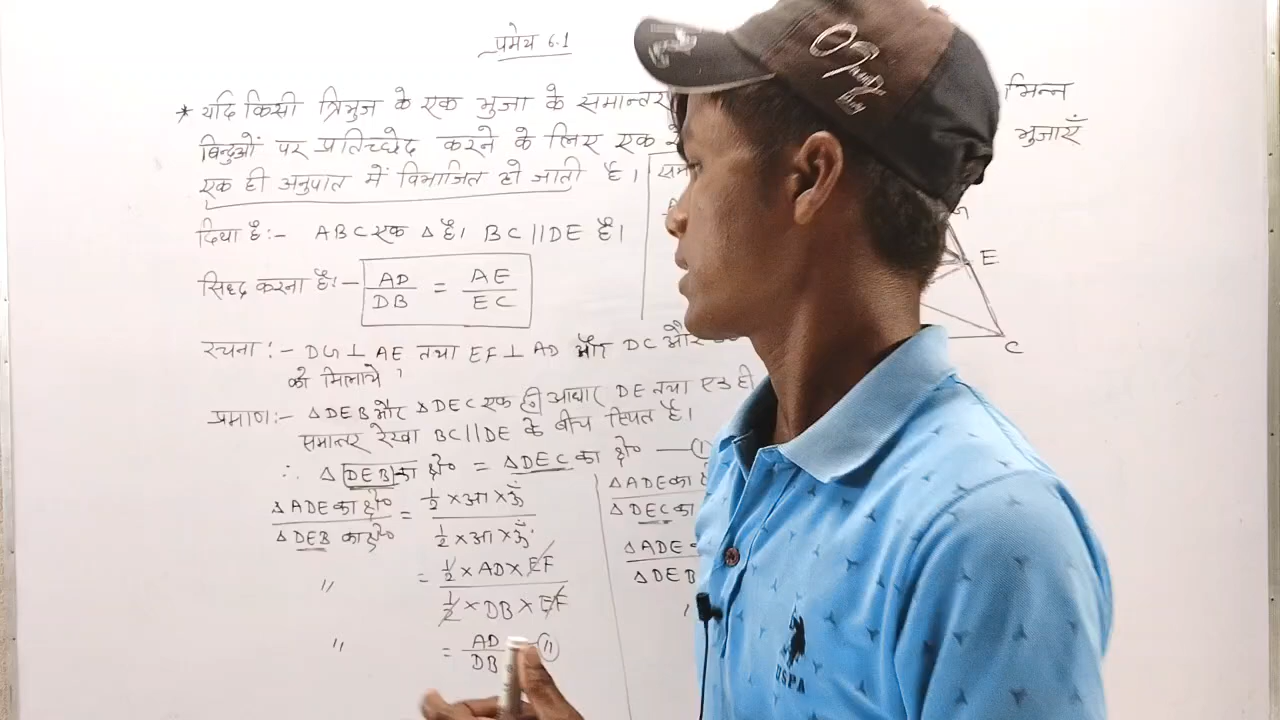 प्रमेय 6.1
* यदि किसी त्रिभुज के एक भुजा के समान्तर भिन्न
बिन्दुओं पर प्रतिच्छेद करने के लिए एक भुजाएँ
एक ही अनुपात में विभाजित हो जाती है।
दिया है:- ABC एक Δ है। BC || DE है।
सिद्ध करना है।- AD/DB = AE/EC
रचना:- DG ⊥ AE तथा EF ⊥ AD और DC और
को मिलाये
प्रमाण:- ΔDEB और ΔDEC एक ही आधार DE तथा एक ही
समान्तर रेखा BC || DE के बीच स्थित है।
∴ Δ DEB का क्षे० = ΔDEC का क्षे० — (1)
ΔADE का क्षे० / ΔDEB का क्षे० = ½ × आ × ऊँ / ½ × आ × ऊँ
" = ½ × AD × EF / ½ × DB × EF
" = AD/DB — (11)
ΔADE का
ΔDEC का
ΔADE
ΔDEB
"
E
C
USPA